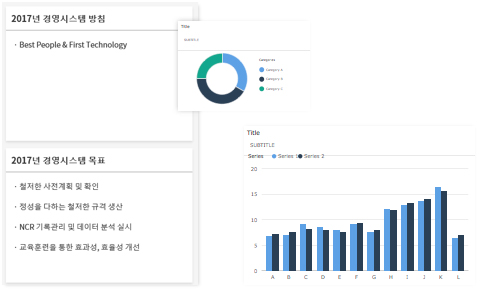 2017년 경영시스템 방침
· Best People & First Technology
2017년 경영시스템 목표
· 철저한 사전계획 및 확인
· 정성을 다하는 철저한 규격 생산
· NCR 기록관리 및 데이터 분석 실시
· 교육훈련을 통한 효과성, 효율성 개선
Title
SUBTITLE
Categories
Category A
Category B
Category C
Title
SUBTITLE
Series Series 1 Series 2
20
15
10
5
0
A B C D E F G H I J K L